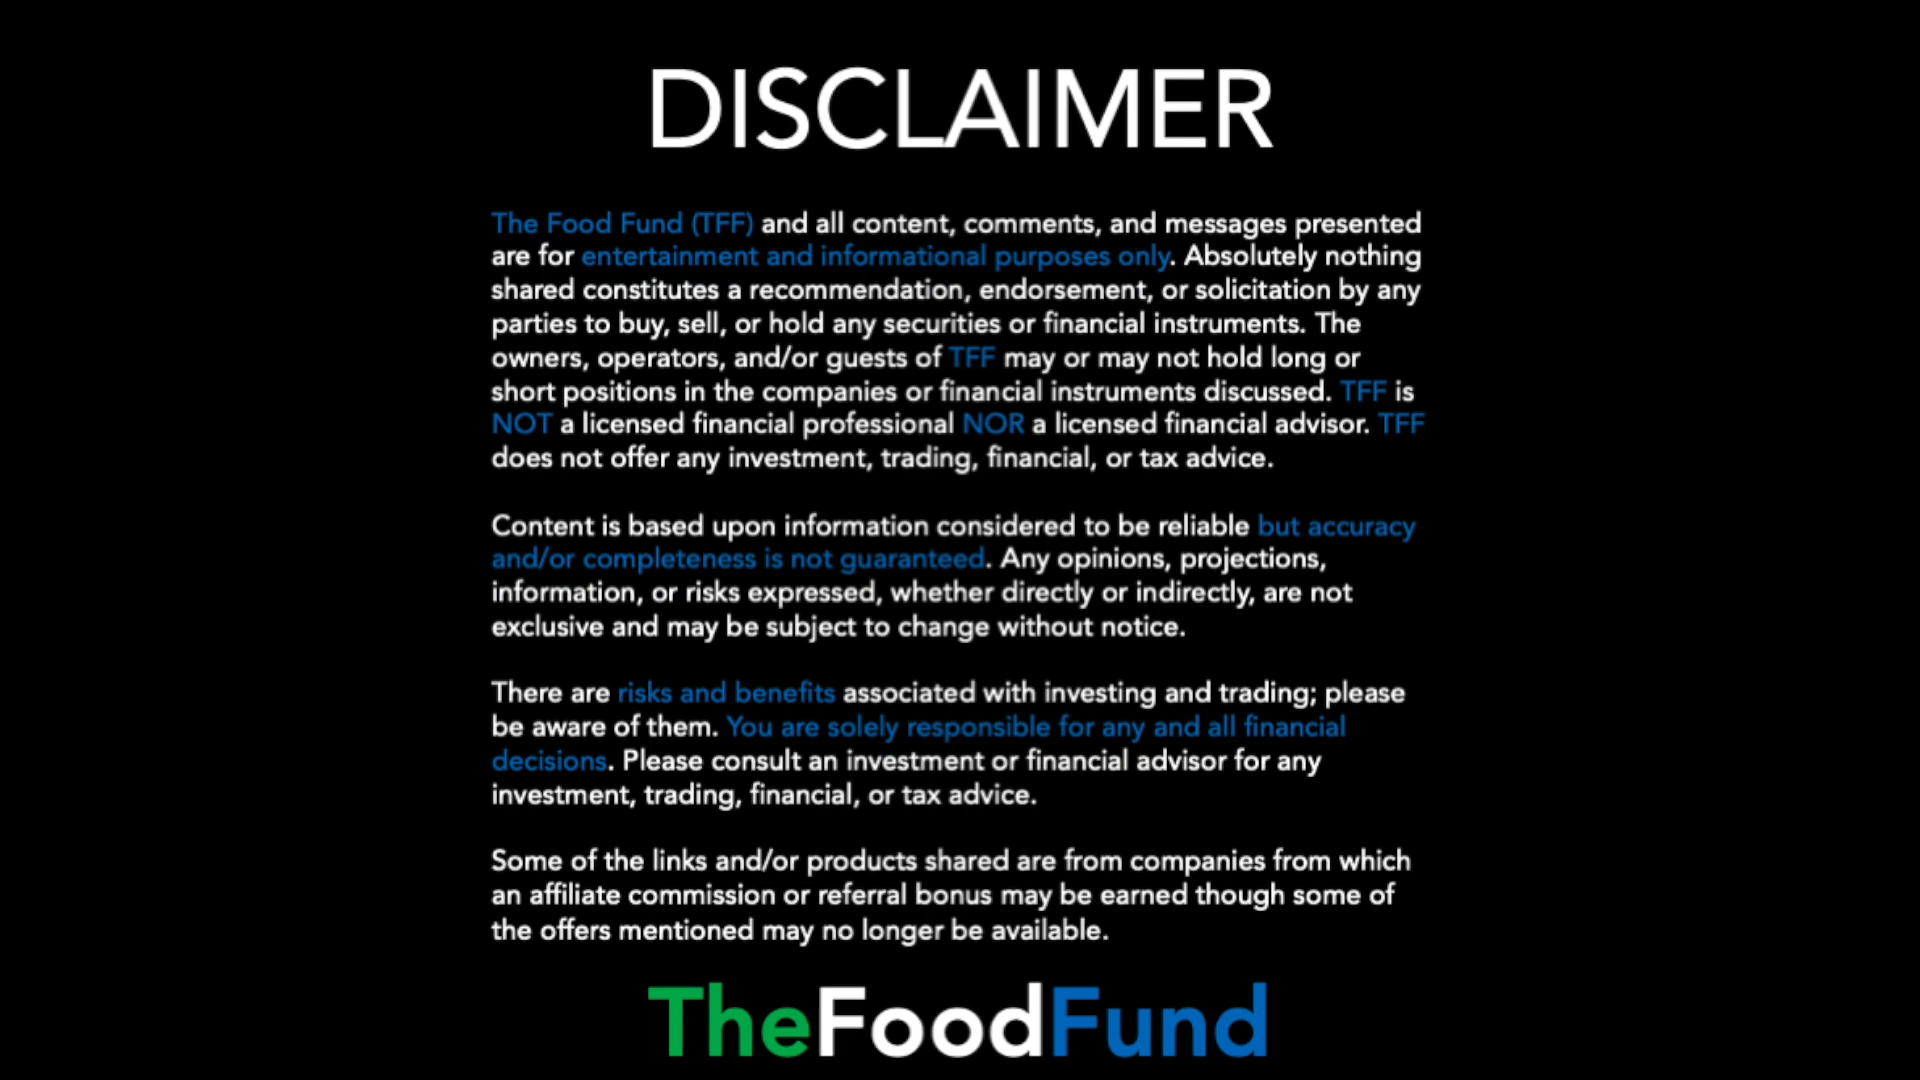 DISCLAIMER
The Food Fund (TFF) and all content, comments, and messages presented
are for entertainment and informational purposes only. Absolutely nothing
shared constitutes a recommendation, endorsement, or solicitation by any
parties to buy, sell, or hold any securities or financial instruments. The
owners, operators, and/or guests of TFF may or may not hold long or
short positions in the companies or financial instruments discussed. TFF is
NOT a licensed financial professional NOR a licensed financial advisor. TFF
does not offer any investment, trading, financial, or tax advice.
Content is based upon information considered to be reliable but accuracy
and/or completeness is not guaranteed. Any opinions, projections,
information, or risks expressed, whether directly or indirectly, are not
exclusive and may be subject to change without notice.
There are risks and benefits associated with investing and trading; please
be aware of them. You are solely responsible for any and all financial
decisions. Please consult an investment or financial advisor for any
investment, trading, financial, or tax advice.
Some of the links and/or products shared are from companies from which
an affiliate commission or referral bonus may be earned though some of
the offers mentioned may no longer be available.
TheFoodFund